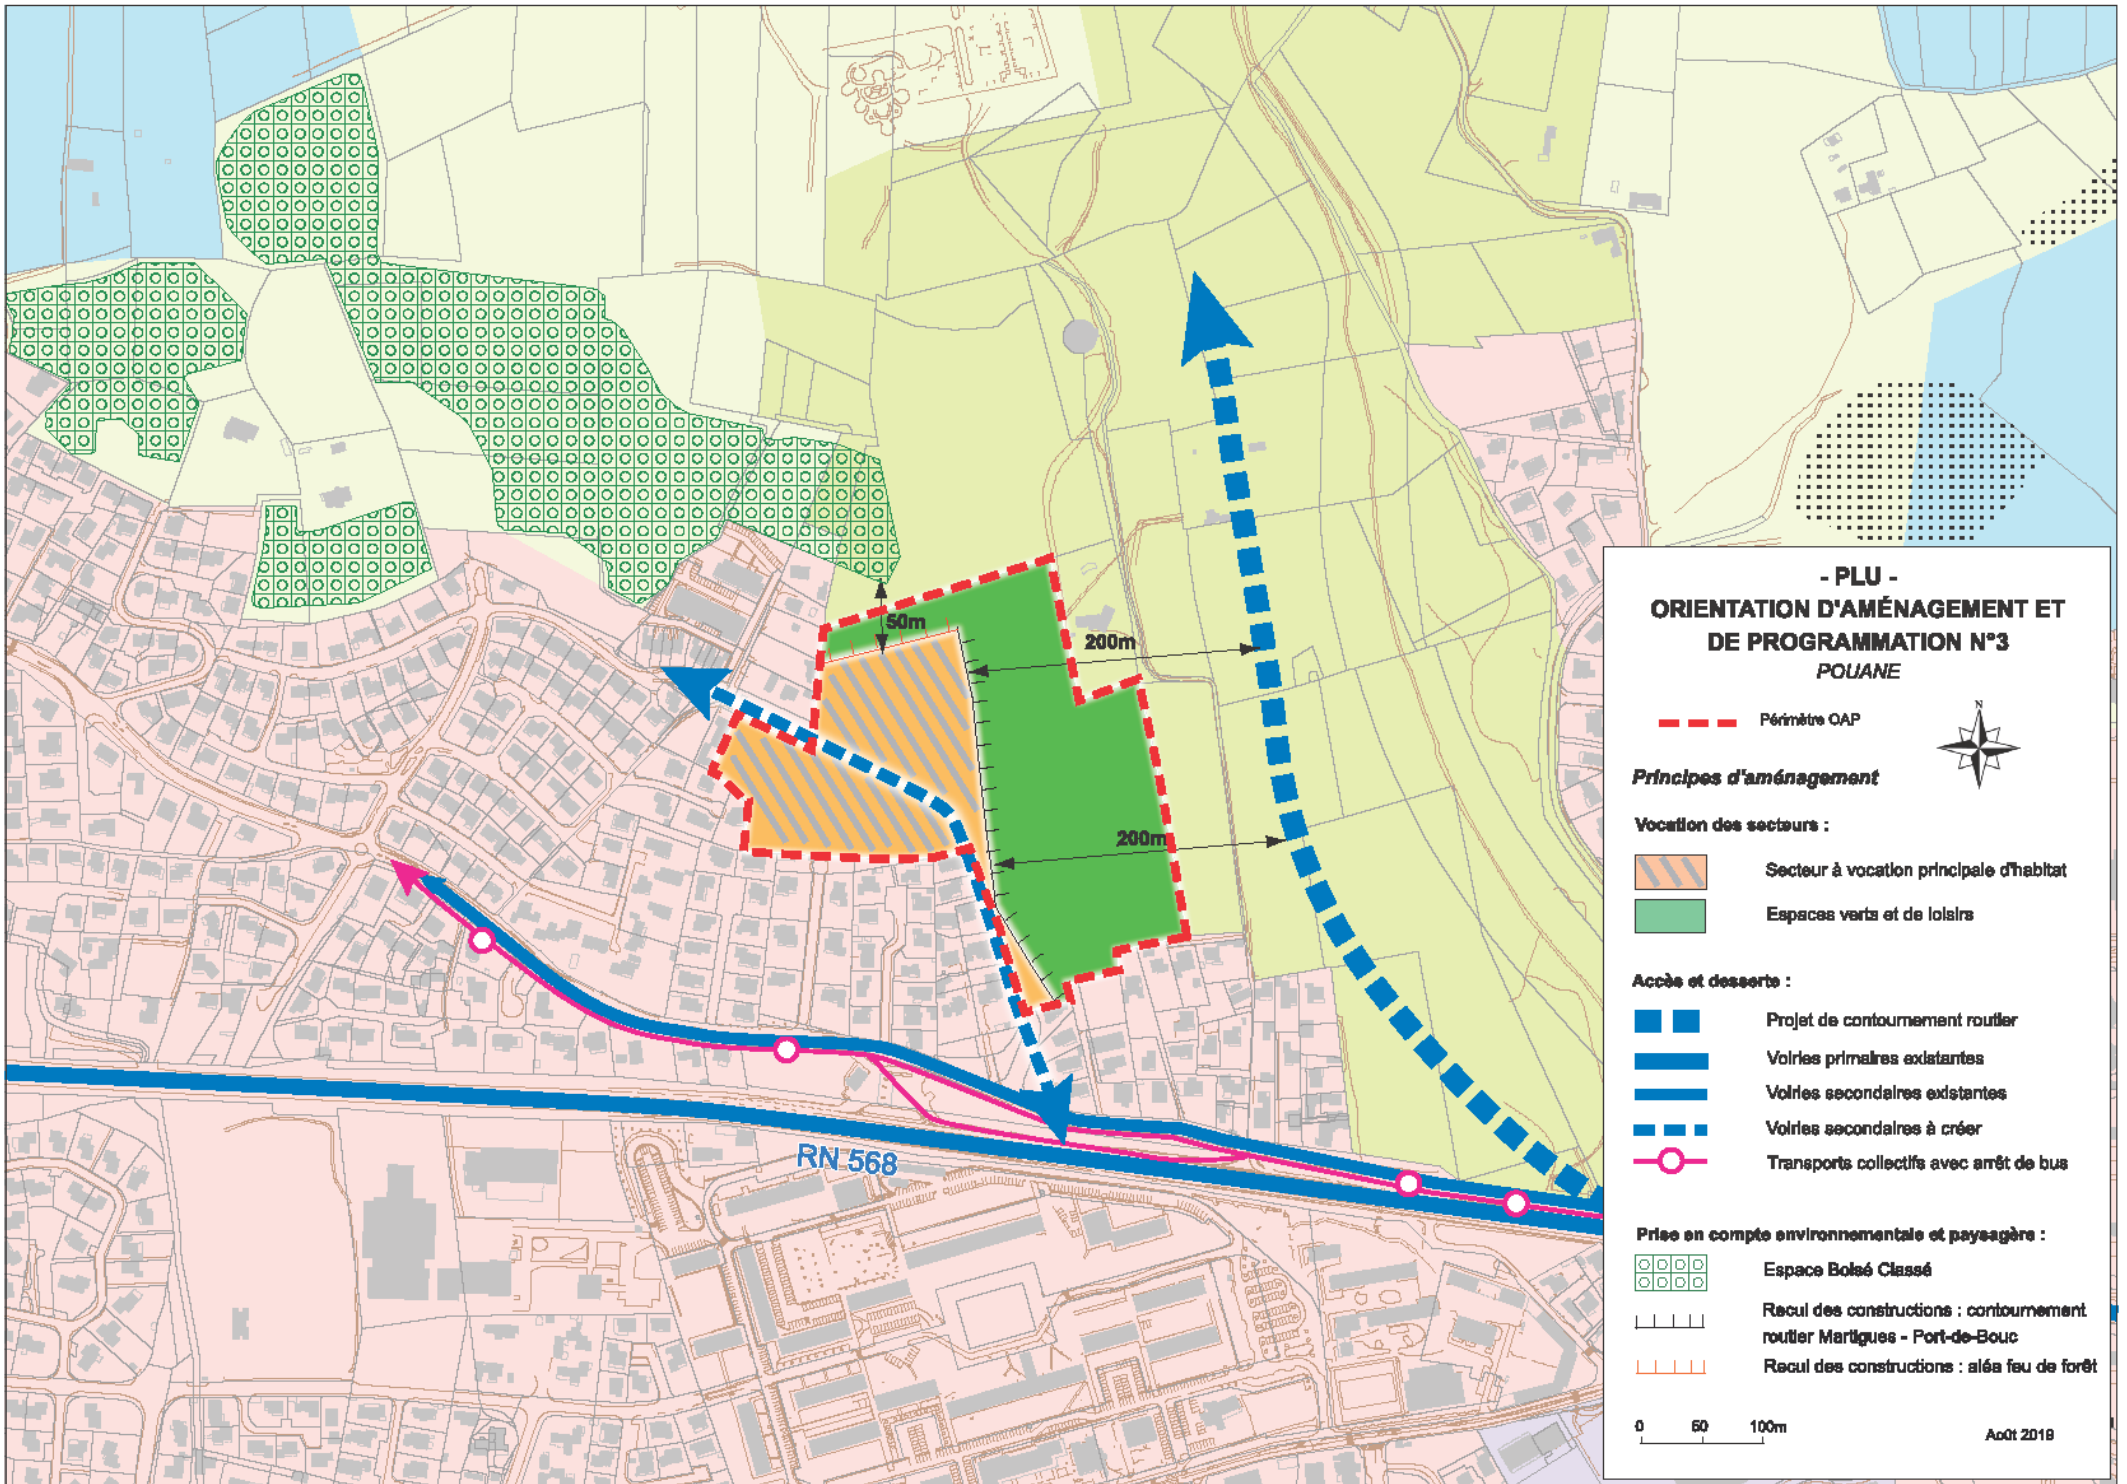 50m
200m
200m
RN 568
- PLU -
ORIENTATION D'AMÉNAGEMENT ET
DE PROGRAMMATION N°3
POUANE
Périmètre OAP
N
Principes d'aménagement
Vocation des secteurs :
Secteur à vocation principale d'habitat
Espaces verts et de loisirs
Accès et desserte :
Projet de contournement routier
Voiries primaires existantes
Voiries secondaires existantes
Voiries secondaires à créer
Transports collectifs avec arrêt de bus
Prise en compte environnementale et paysagère :
Espace Boisé Classé
Recul des constructions : contournement
routier Martigues - Port-de-Bouc
Recul des constructions : aléa feu de forêt
0 50 100m
Août 2018